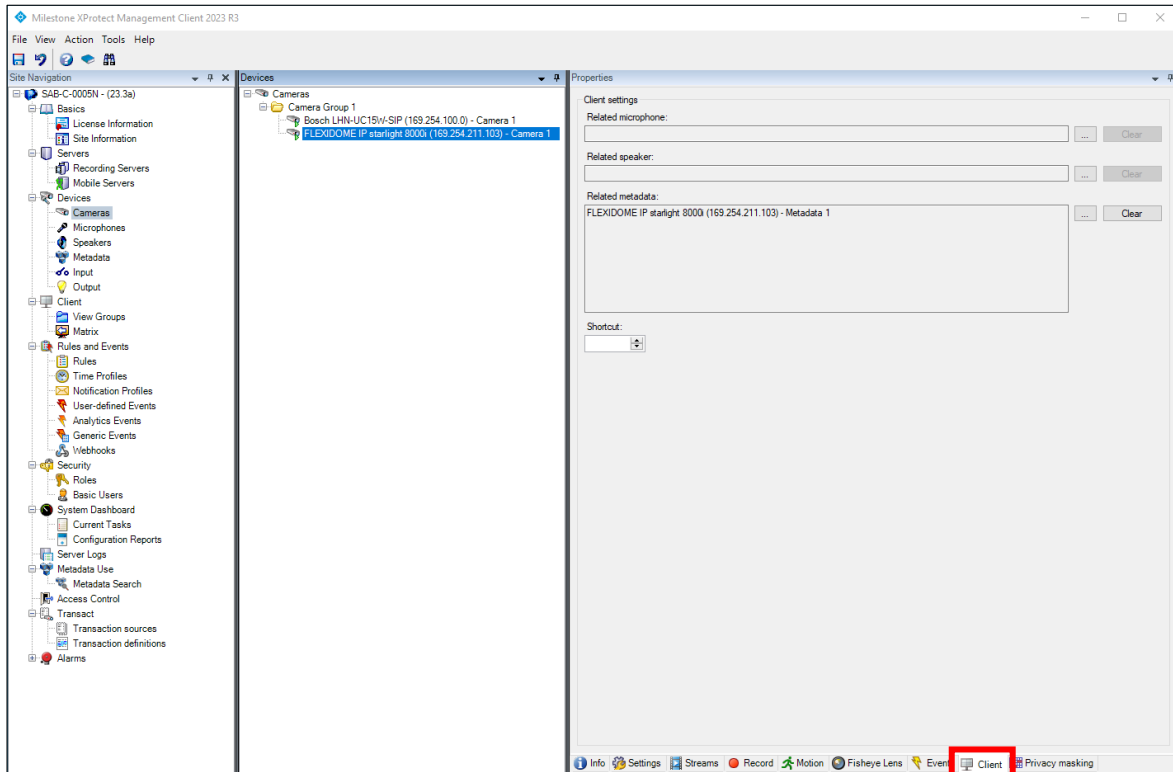 Milestone XProtect Management Client 2023 R3
File View Action Tools Help
Site Navigation
SAB-C-0005N - (23.3a)
Basics
License Information
Site Information
Servers
Recording Servers
Mobile Servers
Devices
Cameras
Microphones
Speakers
Metadata
Input
Output
Client
View Groups
Matrix
Rules and Events
Rules
Time Profiles
Notification Profiles
User-defined Events
Analytics Events
Generic Events
Webhooks
Security
Roles
Basic Users
System Dashboard
Current Tasks
Configuration Reports
Server Logs
Metadata Use
Metadata Search
Access Control
Transact
Transaction sources
Transaction definitions
Alarms
Devices
Cameras
Camera Group 1
Bosch LHN-UC15W-SIP (169.254.100.0) - Camera 1
FLEXIDOME IP starlight 8000i (169.254.211.103) - Camera 1
Properties
Client settings
Related microphone:
... Clear
Related speaker:
... Clear
Related metadata:
FLEXIDOME IP starlight 8000i (169.254.211.103) - Metadata 1
... Clear
Shortcut:
Info Settings Streams Record Motion Fisheye Lens Event Client Privacy masking